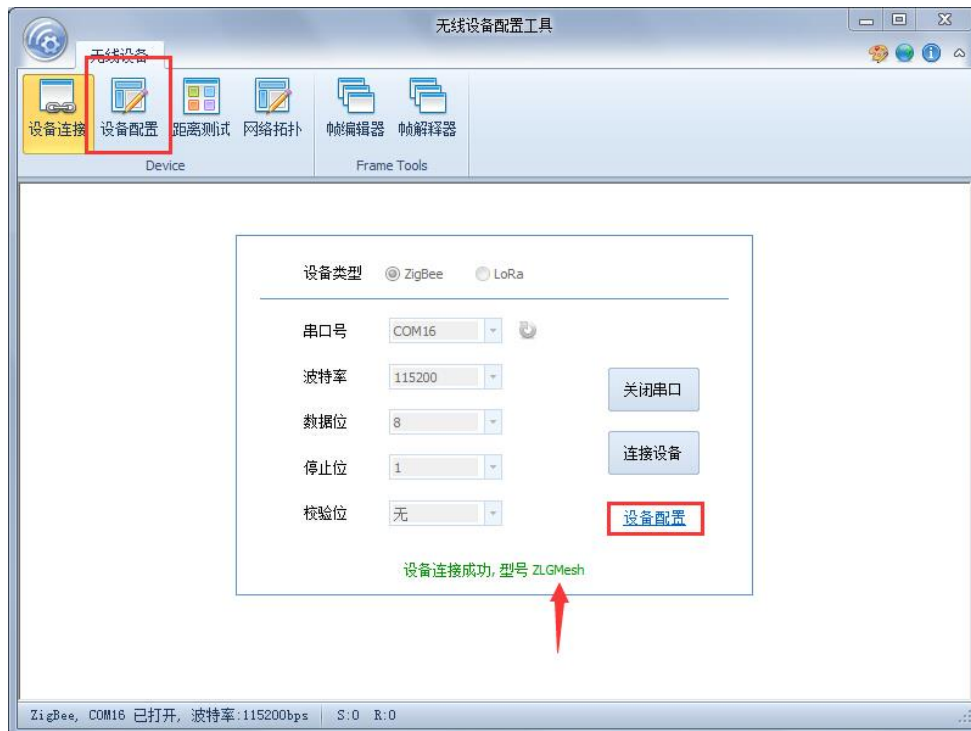 无线设备配置工具
无线设备
设备连接 设备配置 距离测试 网络拓扑 帧编辑器 帧解释器
Device Frame Tools
设备类型 ZigBee LoRa
串口号 COM16
波特率 115200
关闭串口
数据位 8
连接设备
停止位 1
校验位 无
设备配置
设备连接成功, 型号 ZLGMesh
ZigBee, COM16 已打开, 波特率:115200bps S:0 R:0